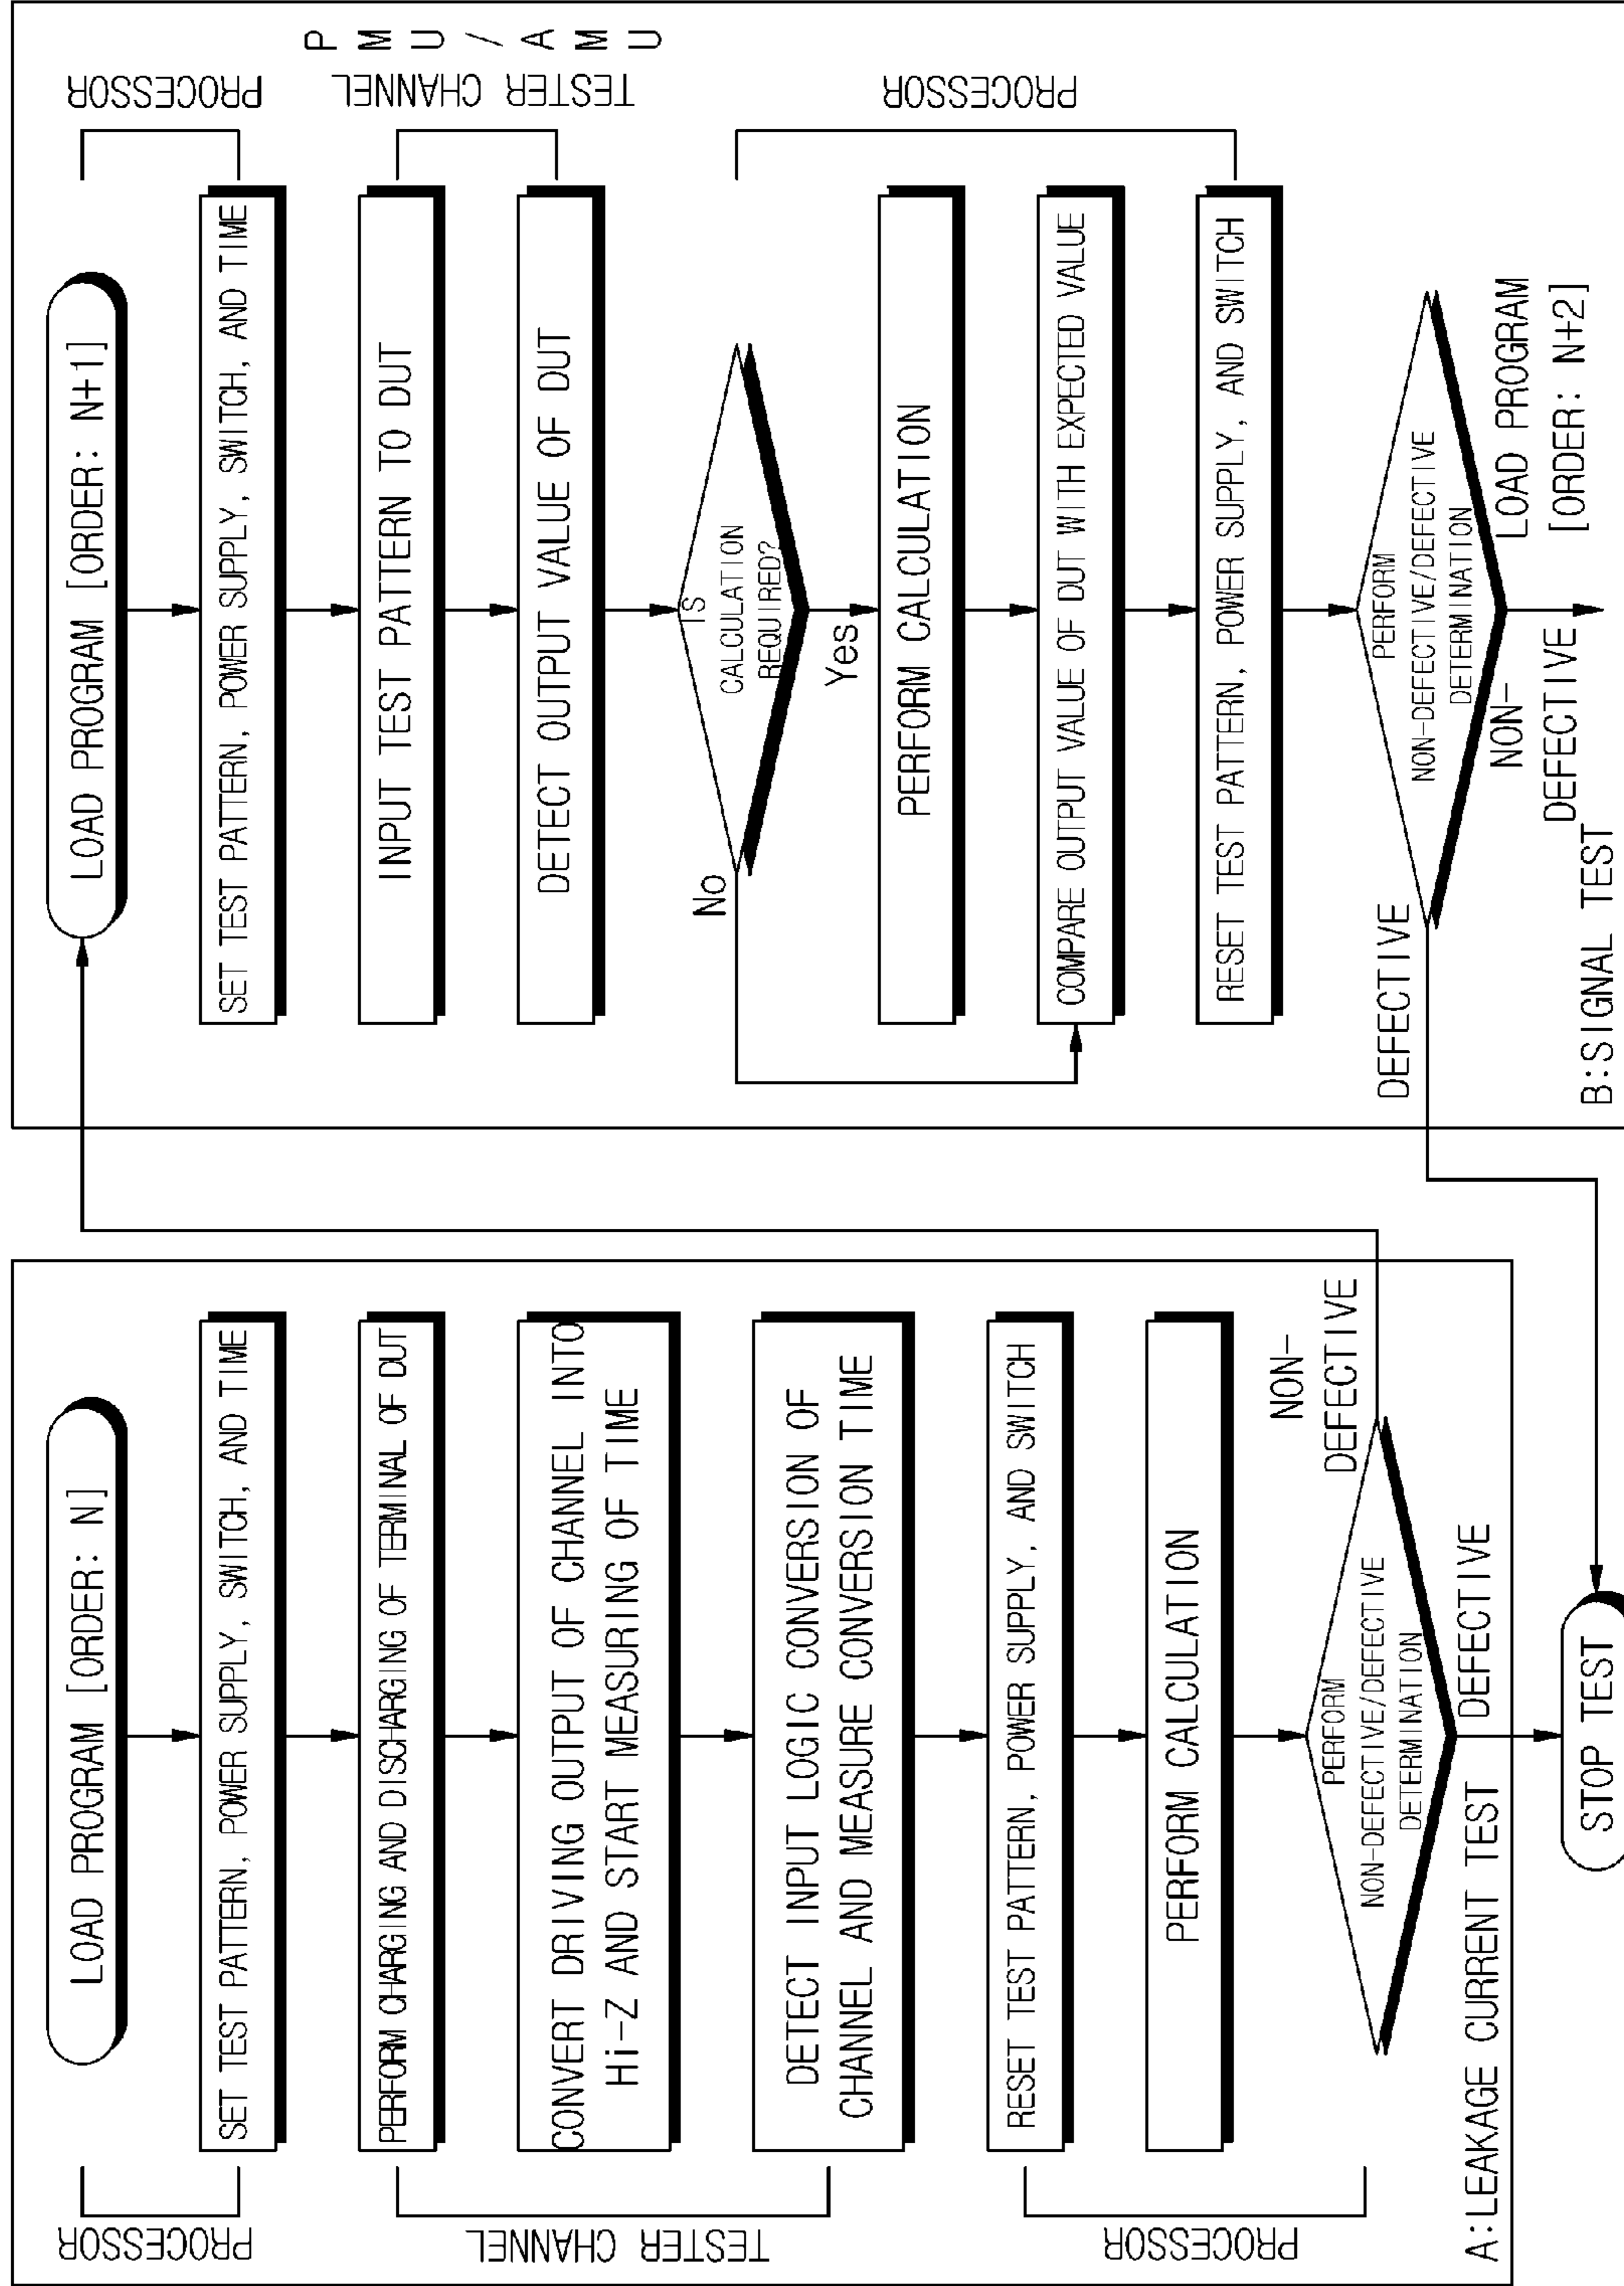 PROCESSOR
TESTER CHANNEL
PROCESSOR
LOAD PROGRAM [ORDER: N]
SET TEST PATTERN, POWER SUPPLY, SWITCH, AND TIME
PERFORM CHARGING AND DISCHARGING OF TERMINAL OF DUT
CONVERT DRIVING OUTPUT OF CHANNEL INTO
Hi-Z AND START MEASURING OF TIME
DETECT INPUT LOGIC CONVERSION OF
CHANNEL AND MEASURE CONVERSION TIME
RESET TEST PATTERN, POWER SUPPLY, AND SWITCH
PERFORM CALCULATION
PERFORM
NON-DEFECTIVE/DEFECTIVE
DETERMINATION
NON-
DEFECTIVE
DEFECTIVE
A:LEAKAGE CURRENT TEST
STOP TEST
LOAD PROGRAM [ORDER: N+1]
SET TEST PATTERN, POWER SUPPLY, SWITCH, AND TIME
INPUT TEST PATTERN TO DUT
DETECT OUTPUT VALUE OF DUT
IS
CALCULATION
REQUIRED?
No
Yes
PERFORM CALCULATION
COMPARE OUTPUT VALUE OF DUT WITH EXPECTED VALUE
RESET TEST PATTERN, POWER SUPPLY, AND SWITCH
PERFORM
NON-DEFECTIVE/DEFECTIVE
DETERMINATION
DEFECTIVE
NON-
DEFECTIVE
LOAD PROGRAM
[ORDER: N+2]
B:SIGNAL TEST
PROCESSOR
TESTER CHANNEL
PMU/AMU
PROCESSOR